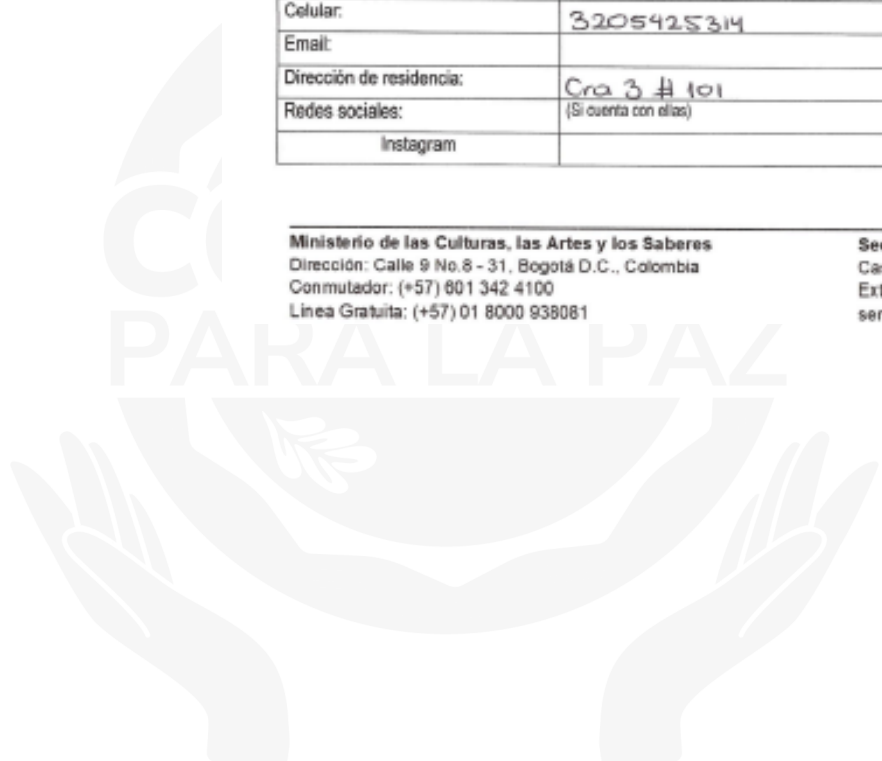 Celular: 3205425314
Email:
Dirección de residencia: Cra 3 # 101
Redes sociales: (Si cuenta con ellas)
Instagram
Ministerio de las Culturas, las Artes y los Saberes
Dirección: Calle 9 No.8 - 31, Bogotá D.C., Colombia
Conmutador: (+57) 601 342 4100
Línea Gratuita: (+57) 01 8000 938081
PARA LA PAZ